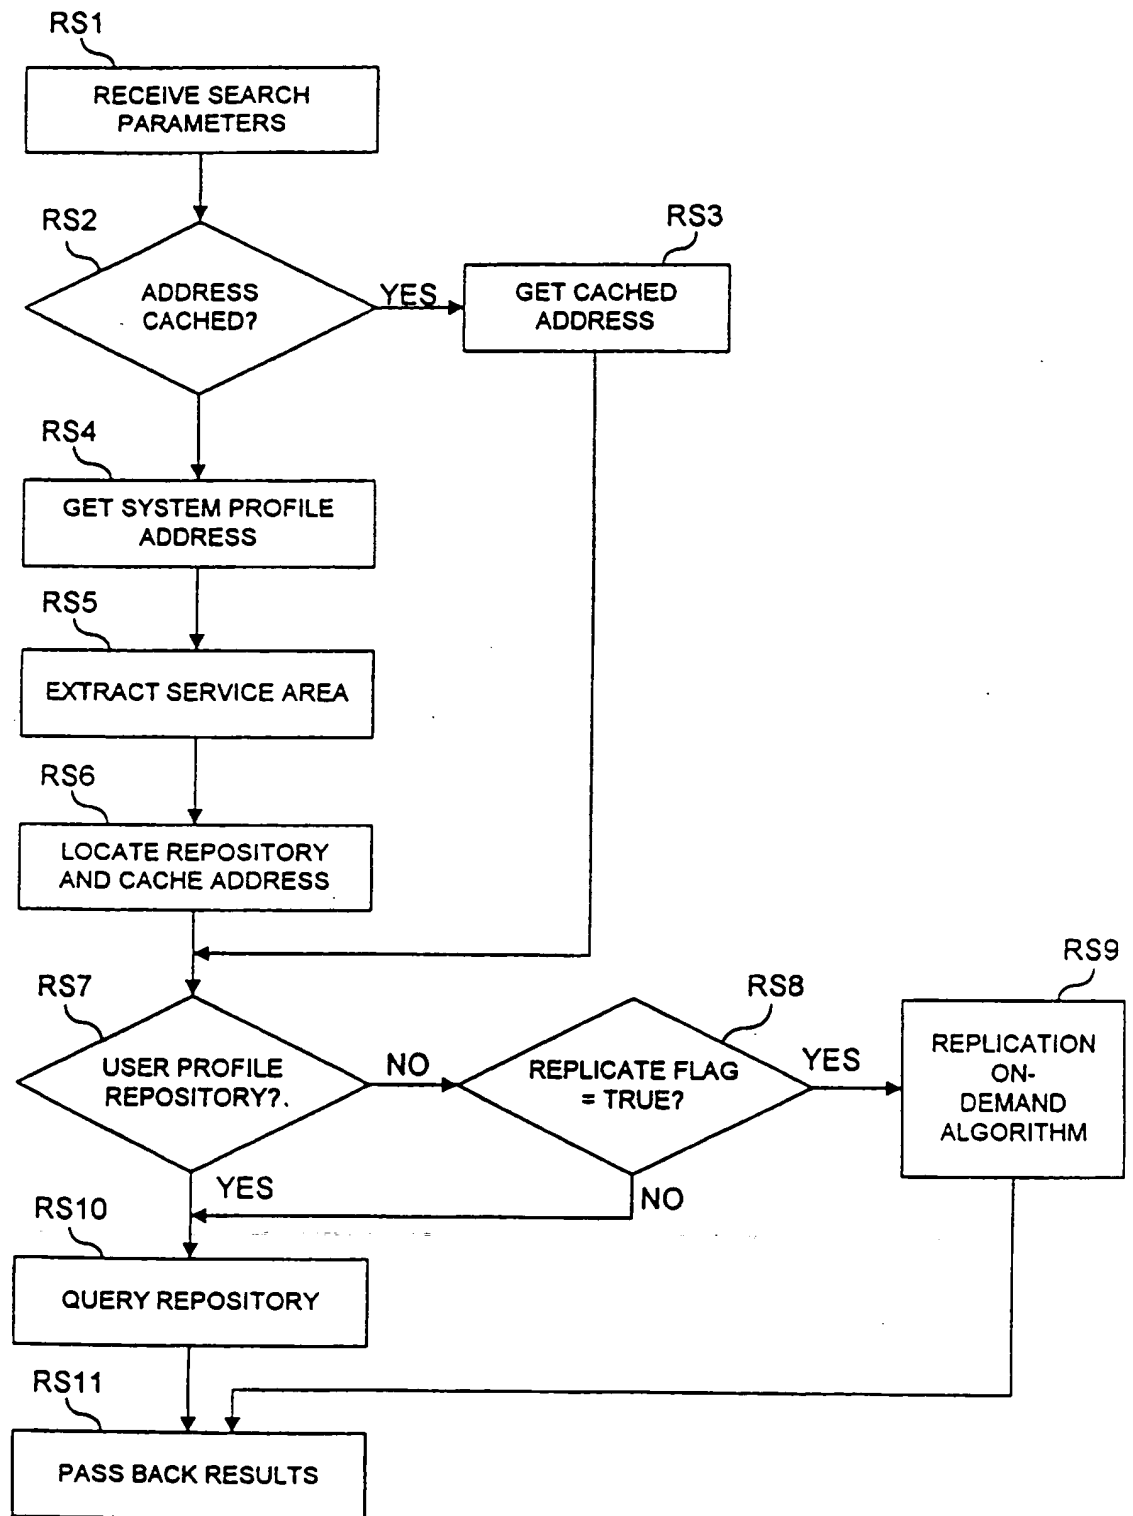 RS1
RECEIVE SEARCH
PARAMETERS
RS2
ADDRESS
CACHED?
YES
RS3
GET CACHED
ADDRESS
RS4
GET SYSTEM PROFILE
ADDRESS
RS5
EXTRACT SERVICE AREA
RS6
LOCATE REPOSITORY
AND CACHE ADDRESS
RS7
USER PROFILE
REPOSITORY?.
NO
YES
RS8
REPLICATE FLAG
= TRUE?
YES
NO
RS9
REPLICATION
ON-
DEMAND
ALGORITHM
RS10
QUERY REPOSITORY
RS11
PASS BACK RESULTS